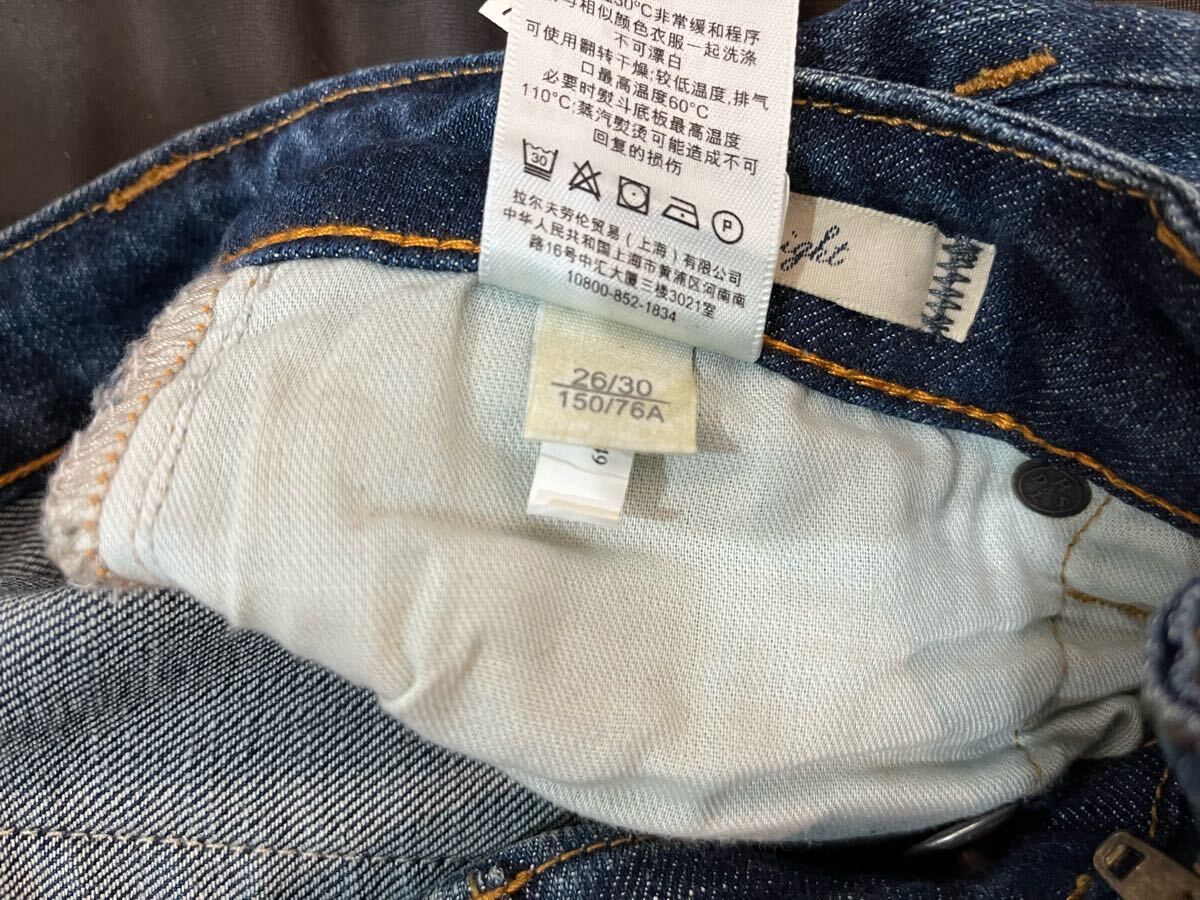 30°C非常缓和程序
与相似颜色衣服一起洗涤
不可漂白
可使用翻转干燥;较低温度,排气
口最高温度60°C
必要时熨斗底板最高温度
110°C;蒸汽熨烫可能造成不可
回复的损伤
30
P
拉尔夫劳伦贸易（上海）有限公司
中华人民共和国上海市黄浦区河南南
路16号中汇大厦三楼3021室
10800-852-1834
26/30
150/76A
19